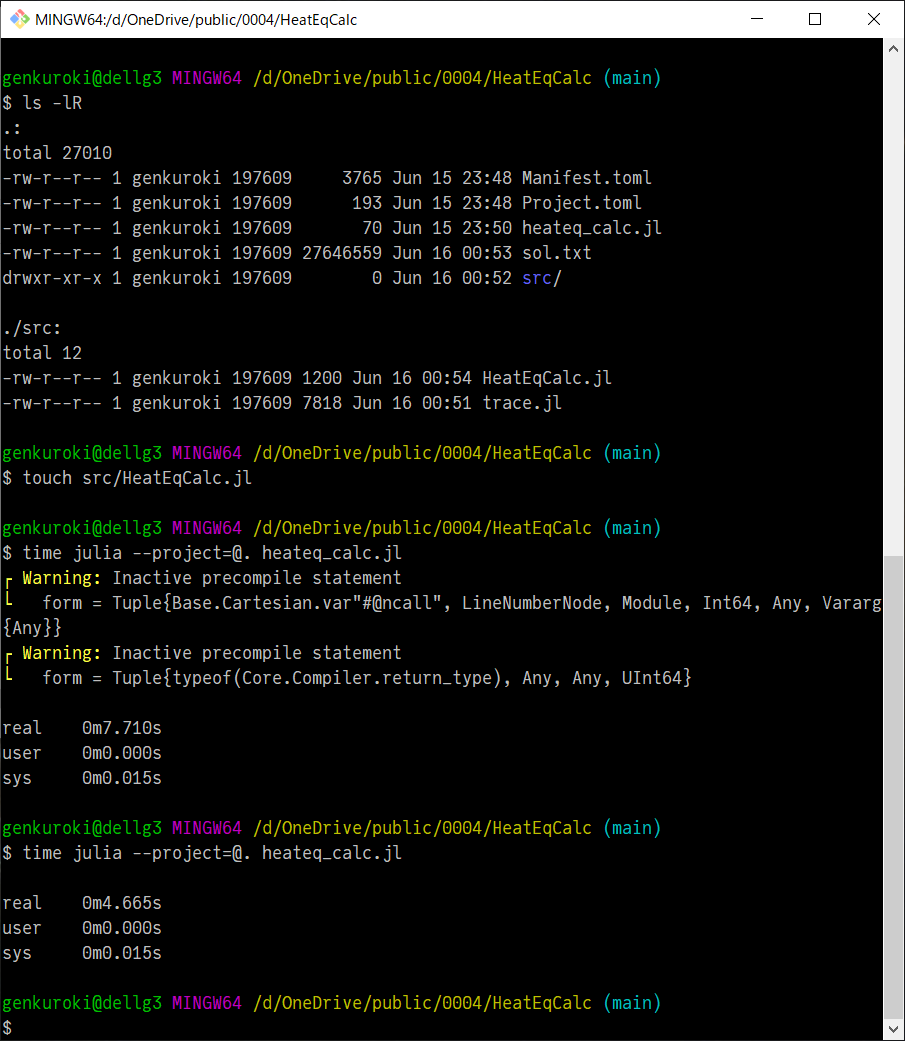 MINGW64:/d/OneDrive/public/0004/HeatEqCalc
genkuroki@dellg3 MINGW64 /d/OneDrive/public/0004/HeatEqCalc (main)
$ ls -lR
.:
total 27010
-rw-r--r-- 1 genkuroki 197609     3765 Jun 15 23:48 Manifest.toml
-rw-r--r-- 1 genkuroki 197609      193 Jun 15 23:48 Project.toml
-rw-r--r-- 1 genkuroki 197609       70 Jun 15 23:50 heateq_calc.jl
-rw-r--r-- 1 genkuroki 197609 27646559 Jun 16 00:53 sol.txt
drwxr-xr-x 1 genkuroki 197609        0 Jun 16 00:52 src/
./src:
total 12
-rw-r--r-- 1 genkuroki 197609 1200 Jun 16 00:54 HeatEqCalc.jl
-rw-r--r-- 1 genkuroki 197609 7818 Jun 16 00:51 trace.jl
genkuroki@dellg3 MINGW64 /d/OneDrive/public/0004/HeatEqCalc (main)
$ touch src/HeatEqCalc.jl
genkuroki@dellg3 MINGW64 /d/OneDrive/public/0004/HeatEqCalc (main)
$ time julia --project=@. heateq_calc.jl
┌ Warning: Inactive precompile statement
└   form = Tuple{Base.Cartesian.var"#@ncall", LineNumberNode, Module, Int64, Any, Vararg
{Any}}
┌ Warning: Inactive precompile statement
└   form = Tuple{typeof(Core.Compiler.return_type), Any, Any, UInt64}
real    0m7.710s
user    0m0.000s
sys     0m0.015s
genkuroki@dellg3 MINGW64 /d/OneDrive/public/0004/HeatEqCalc (main)
$ time julia --project=@. heateq_calc.jl
real    0m4.665s
user    0m0.000s
sys     0m0.015s
genkuroki@dellg3 MINGW64 /d/OneDrive/public/0004/HeatEqCalc (main)
$